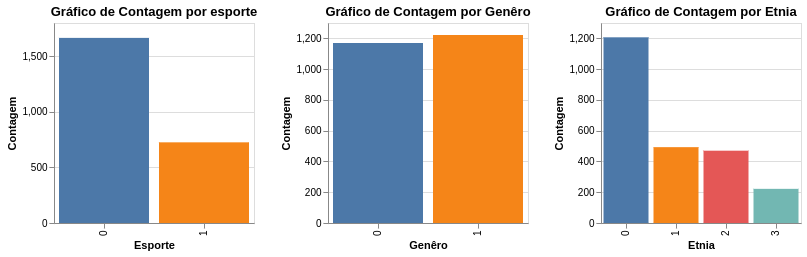 Gráfico de Contagem por esporte
Contagem
1,500
1,000
500
0
0
1
Esporte
Gráfico de Contagem por Genêro
Contagem
1,200
1,000
800
600
400
200
0
0
1
Genêro
Gráfico de Contagem por Etnia
Contagem
1,200
1,000
800
600
400
200
0
0
1
2
3
Etnia